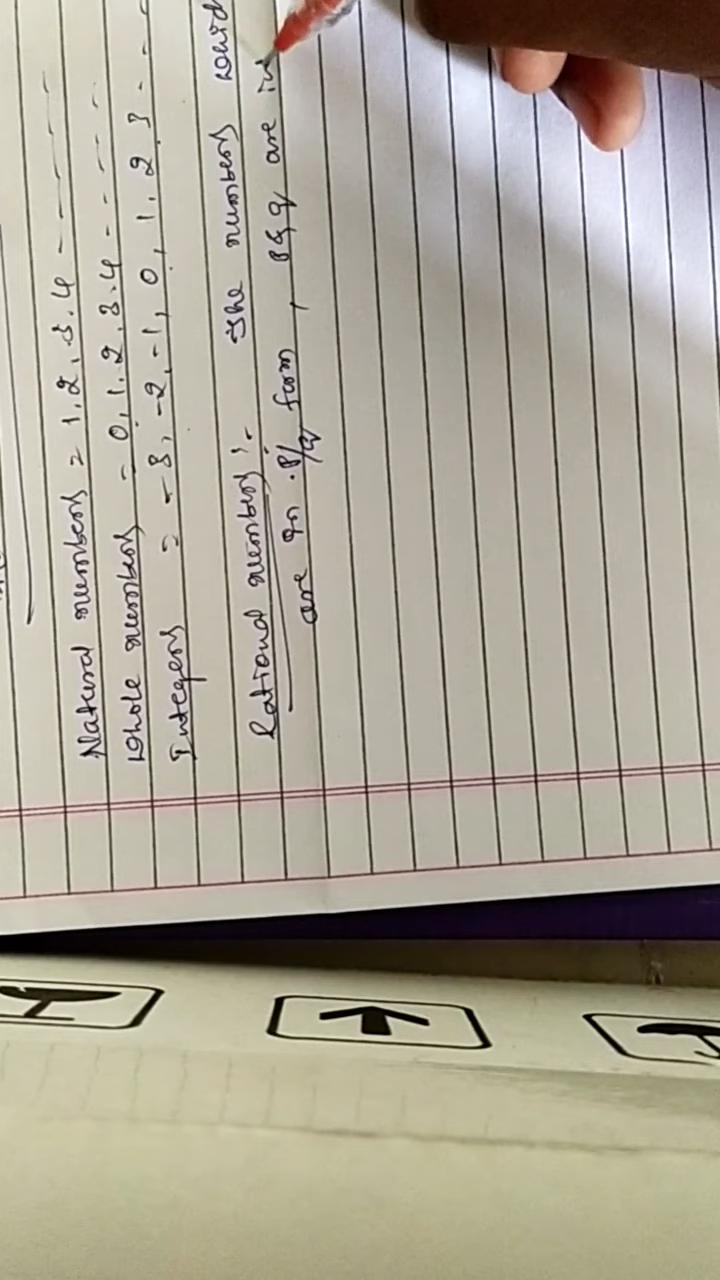 Natural numbers = 1, 2, 3, 4 - - - - -
Whole numbers = 0, 1, 2, 3, 4 - - - - -
Integers = -3, -2, -1, 0, 1, 2, 3 - - -
Rational numbers :- The numbers which
are in P/q form, P & q are in